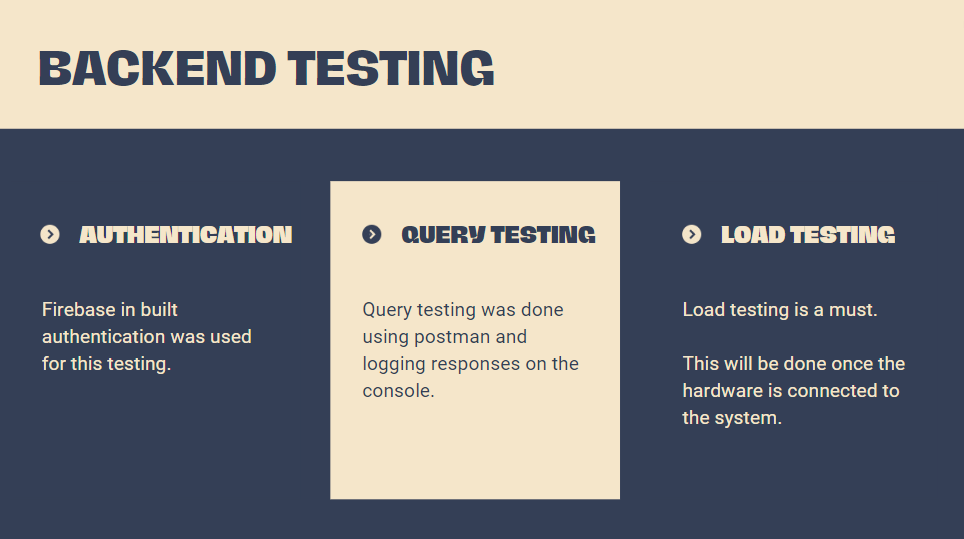 BACKEND TESTING
AUTHENTICATION
Firebase in built
authentication was used
for this testing.
QUERY TESTING
Query testing was done
using postman and
logging responses on the
console.
LOAD TESTING
Load testing is a must.
This will be done once the
hardware is connected to
the system.